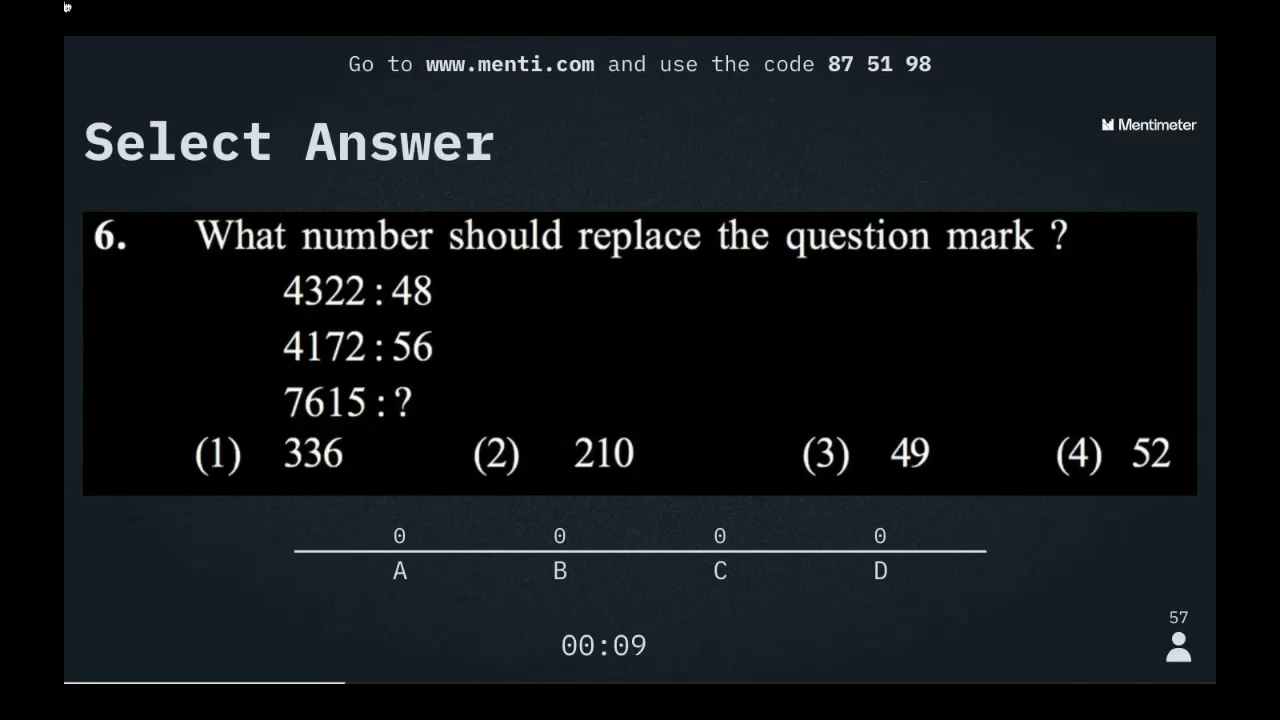 Go to www.menti.com and use the code 87 51 98
Select Answer
Mentimeter
6. What number should replace the question mark ?
4322 : 48
4172 : 56
7615 : ?
(1) 336 (2) 210 (3) 49 (4) 52
0 0 0 0
A B C D
57
00:09